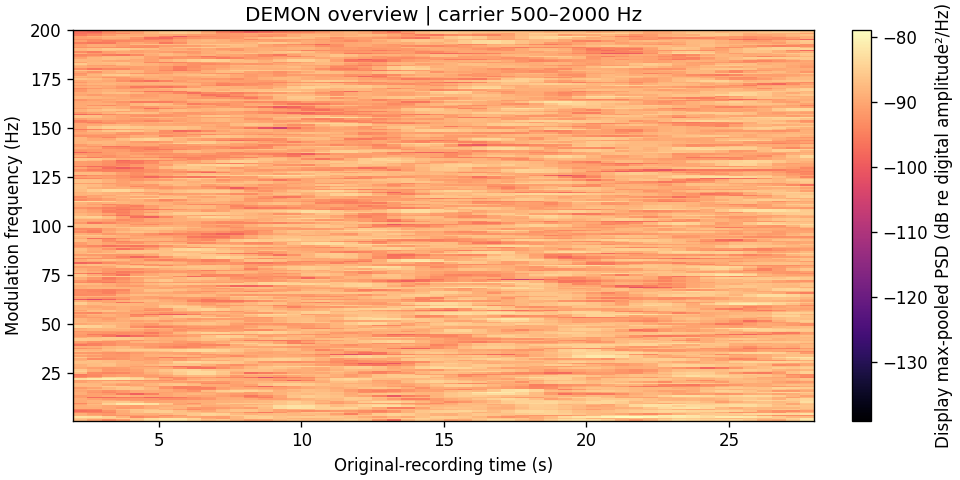 DEMON overview | carrier 500–2000 Hz
200
175
150
125
100
75
50
25
Modulation frequency (Hz)
5 10 15 20 25
Original-recording time (s)
−80
−90
−100
−110
−120
−130
Display max-pooled PSD (dB re digital amplitude²/Hz)